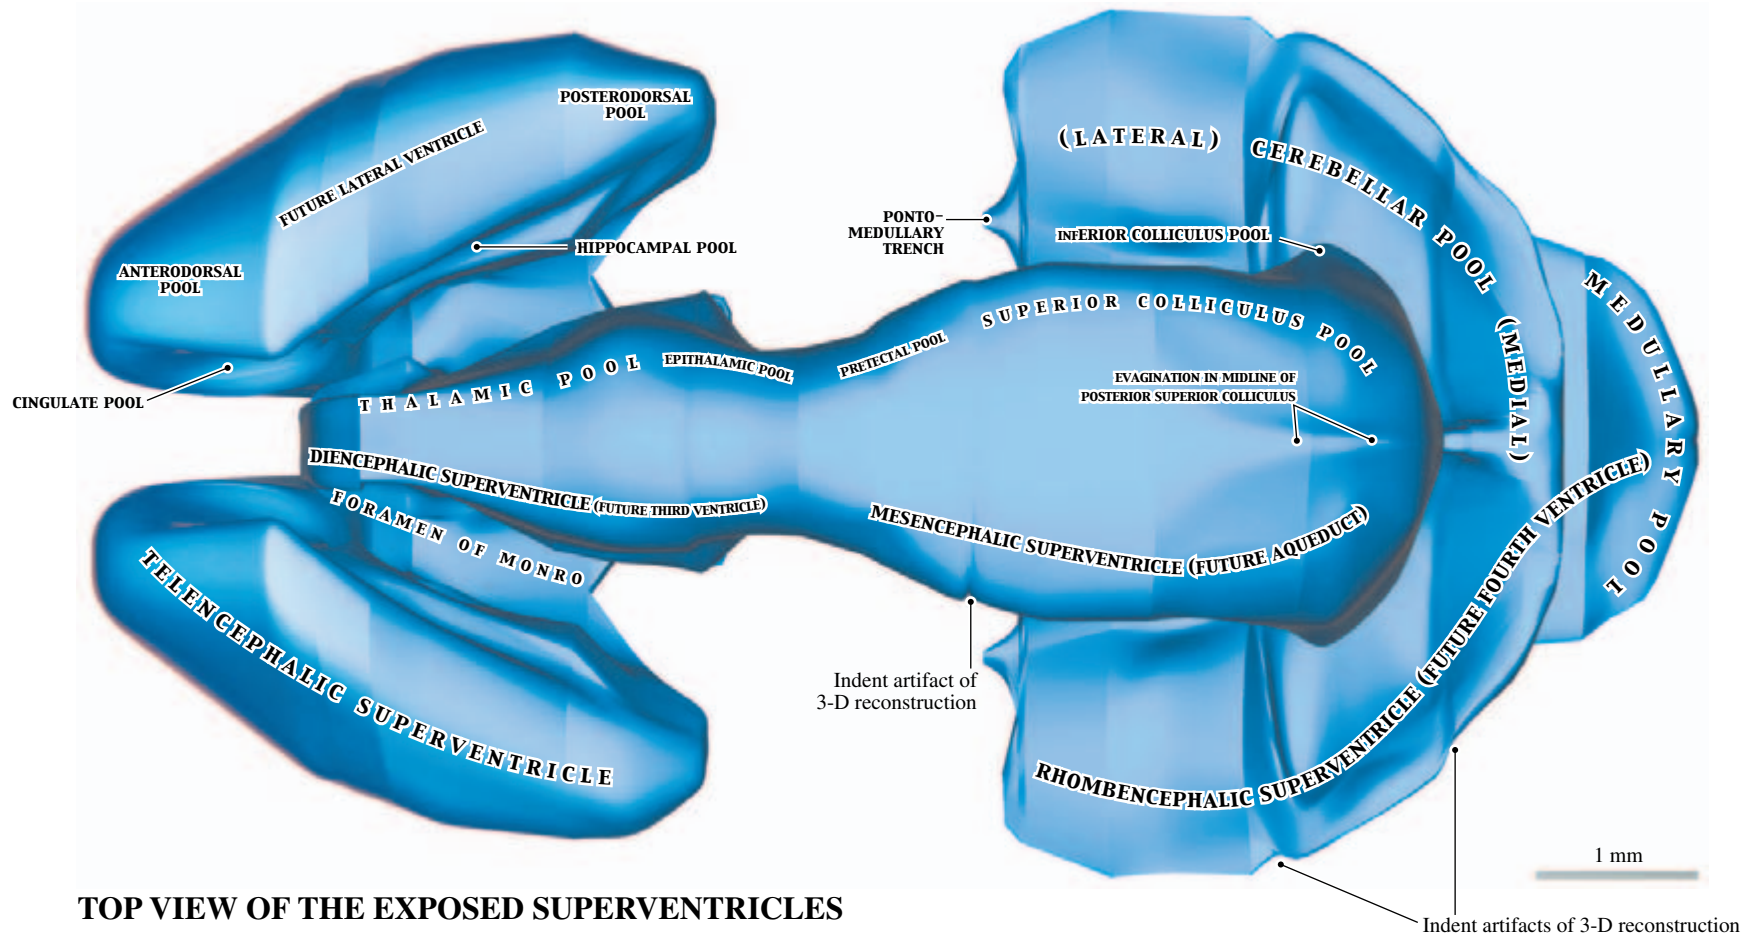 POSTERODORSAL
POOL
FUTURE LATERAL VENTRICLE
HIPPOCAMPAL POOL
ANTERODORSAL
POOL
CINGULATE POOL
(LATERAL) CEREBELLAR POOL (MEDIAL)
PONTO-
MEDULLARY
TRENCH
INFERIOR COLLICULUS POOL
MEDULLARY POOL
SUPERIOR COLLICULUS POOL
PRETECTAL POOL
EPITHALAMIC POOL
THALAMIC POOL
EVAGINATION IN MIDLINE OF
POSTERIOR SUPERIOR COLLICULUS
DIENCEPHALIC SUPERVENTRICLE (FUTURE THIRD VENTRICLE)
FORAMEN OF MONRO
MESENCEPHALIC SUPERVENTRICLE (FUTURE AQUEDUCT)
TELENCEPHALIC SUPERVENTRICLE
RHOMBENCEPHALIC SUPERVENTRICLE (FUTURE FOURTH VENTRICLE)
Indent artifact of
3-D reconstruction
1 mm
TOP VIEW OF THE EXPOSED SUPERVENTRICLES
Indent artifacts of 3-D reconstruction